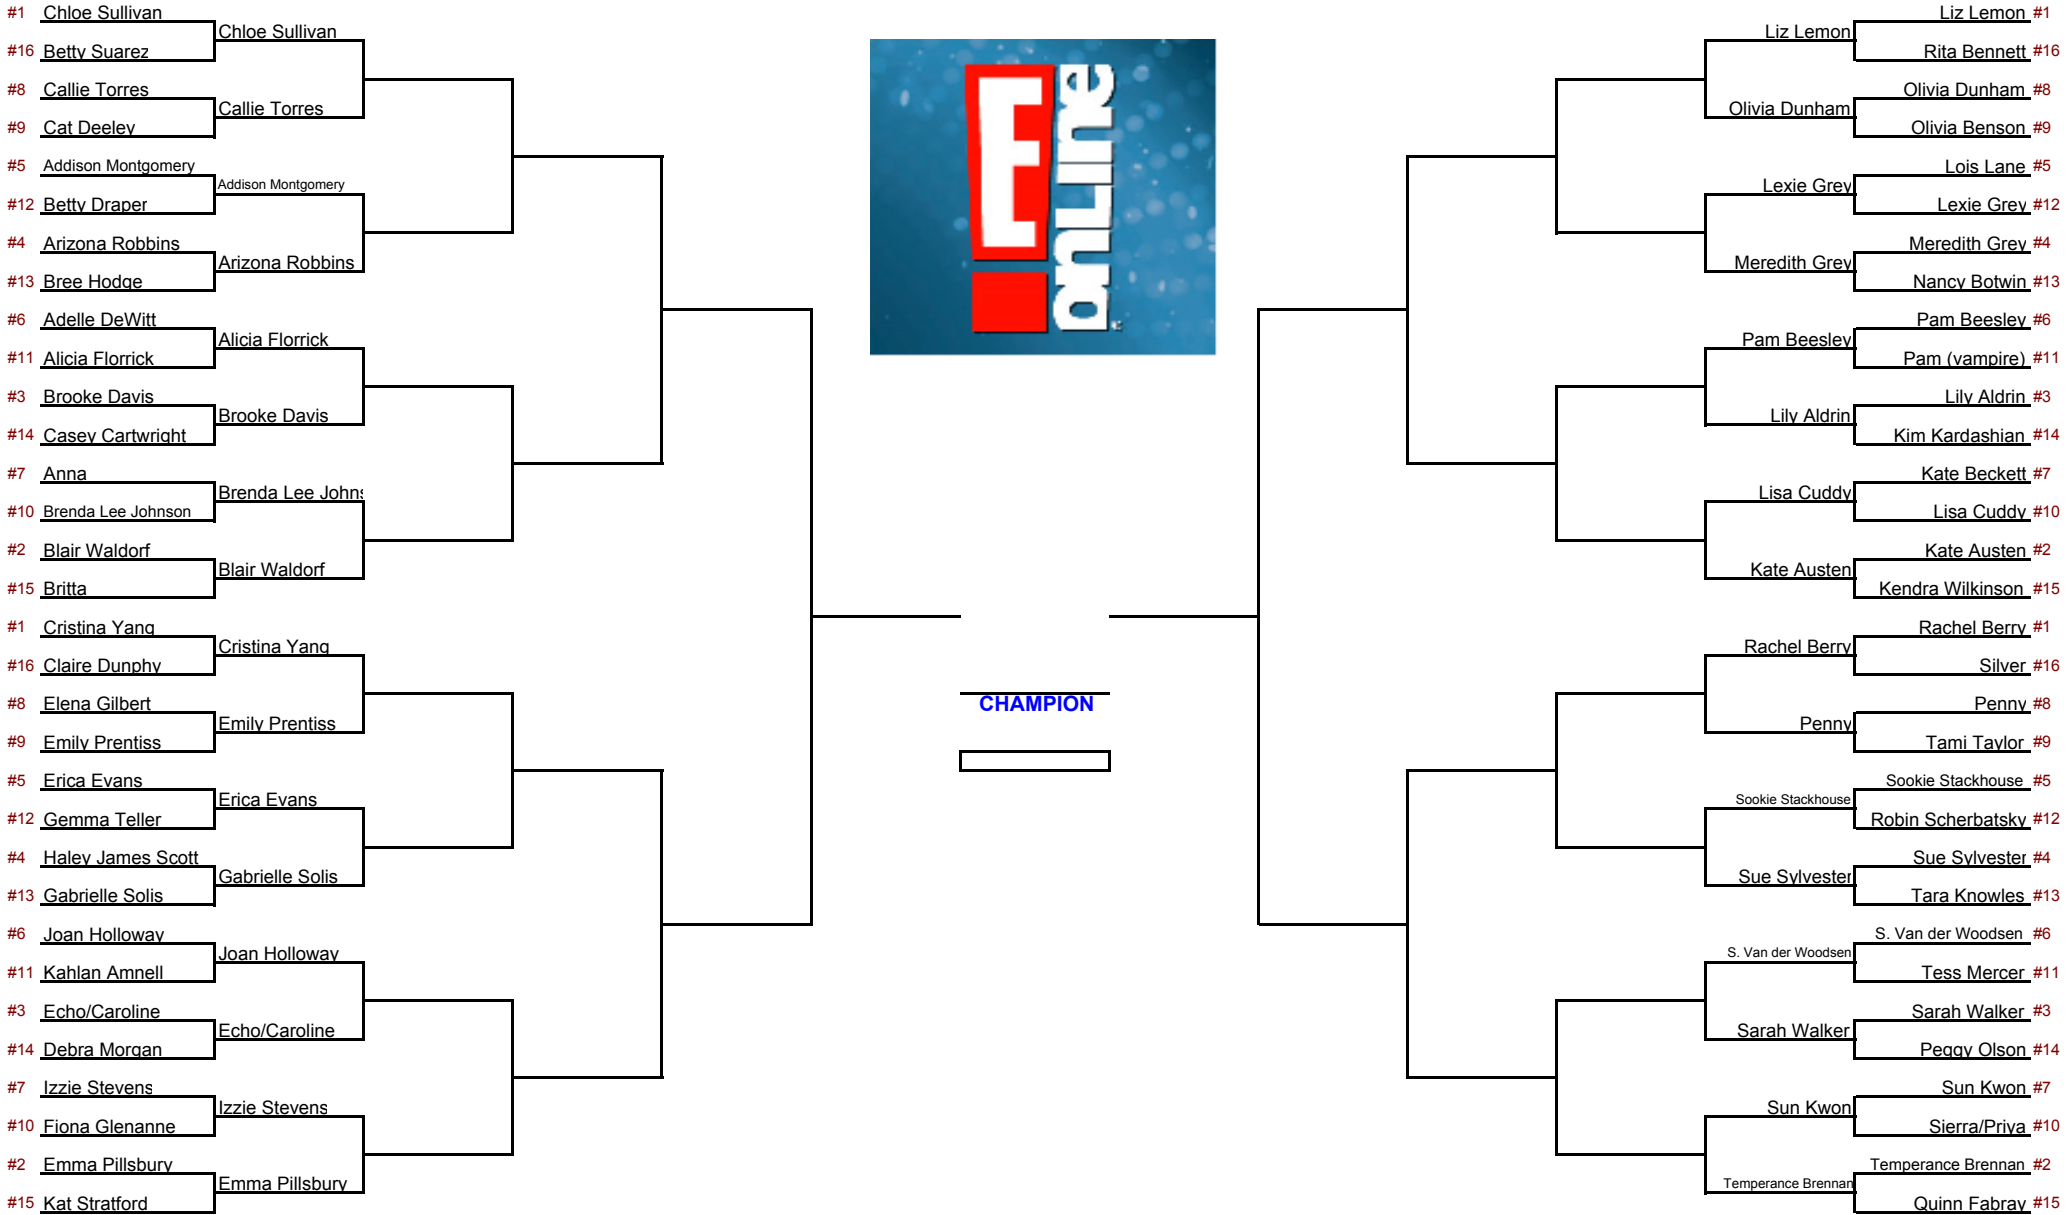 #1 Chloe Sullivan
Chloe Sullivan
#16 Betty Suarez
#8 Callie Torres
Callie Torres
#9 Cat Deeley
#5 Addison Montgomery
Addison Montgomery
#12 Betty Draper
#4 Arizona Robbins
Arizona Robbins
#13 Bree Hodge
#6 Adelle DeWitt
Alicia Florrick
#11 Alicia Florrick
#3 Brooke Davis
Brooke Davis
#14 Casey Cartwright
#7 Anna
Brenda Lee Johns
#10 Brenda Lee Johnson
#2 Blair Waldorf
Blair Waldorf
#15 Britta
#1 Cristina Yang
Cristina Yang
#16 Claire Dunphy
#8 Elena Gilbert
Emily Prentiss
#9 Emily Prentiss
#5 Erica Evans
Erica Evans
#12 Gemma Teller
#4 Haley James Scott
Gabrielle Solis
#13 Gabrielle Solis
#6 Joan Holloway
Joan Holloway
#11 Kahlan Amnell
#3 Echo/Caroline
Echo/Caroline
#14 Debra Morgan
#7 Izzie Stevens
Izzie Stevens
#10 Fiona Glenanne
#2 Emma Pillsbury
Emma Pillsbury
#15 Kat Stratford
E! onLINE
CHAMPION
Liz Lemon #1
Liz Lemon
Rita Bennett #16
Olivia Dunham #8
Olivia Dunham
Olivia Benson #9
Lois Lane #5
Lexie Grey
Lexie Grey #12
Meredith Grey #4
Meredith Grey
Nancy Botwin #13
Pam Beesley #6
Pam Beesley
Pam (vampire) #11
Lily Aldrin #3
Lily Aldrin
Kim Kardashian #14
Kate Beckett #7
Lisa Cuddy
Lisa Cuddy #10
Kate Austen #2
Kate Austen
Kendra Wilkinson #15
Rachel Berry #1
Rachel Berry
Silver #16
Penny #8
Penny
Tami Taylor #9
Sookie Stackhouse #5
Sookie Stackhouse
Robin Scherbatsky #12
Sue Sylvester #4
Sue Sylvester
Tara Knowles #13
S. Van der Woodsen #6
S. Van der Woodsen
Tess Mercer #11
Sarah Walker #3
Sarah Walker
Peggy Olson #14
Sun Kwon #7
Sun Kwon
Sierra/Priya #10
Temperance Brennan #2
Temperance Brennan
Quinn Fabray #15